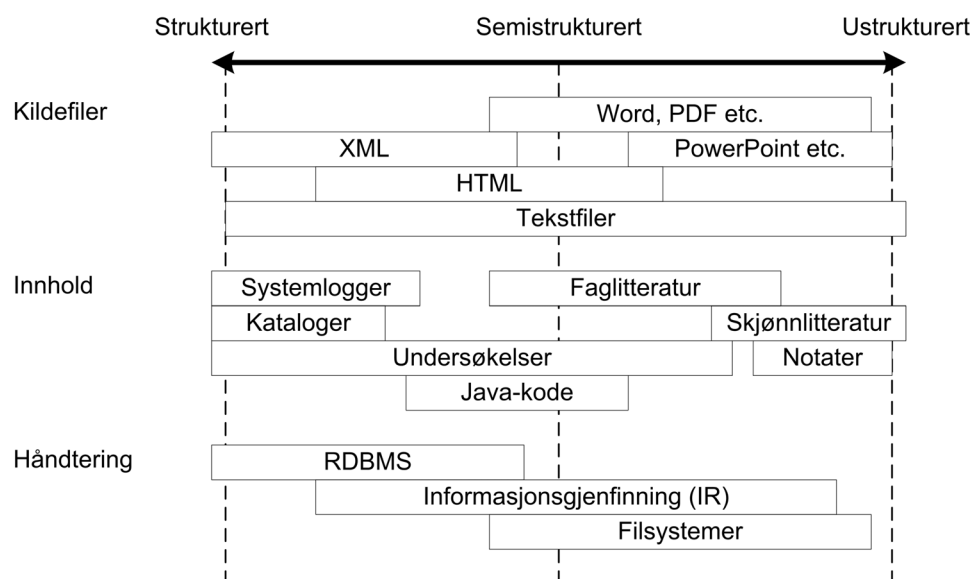 Strukturert Semistrukturert Ustrukturert
Kildefiler
Word, PDF etc.
XML PowerPoint etc.
HTML
Tekstfiler
Innhold
Systemlogger Faglitteratur
Kataloger Skjønnlitteratur
Undersøkelser Notater
Java-kode
Håndtering
RDBMS
Informasjonsgjenfinning (IR)
Filsystemer